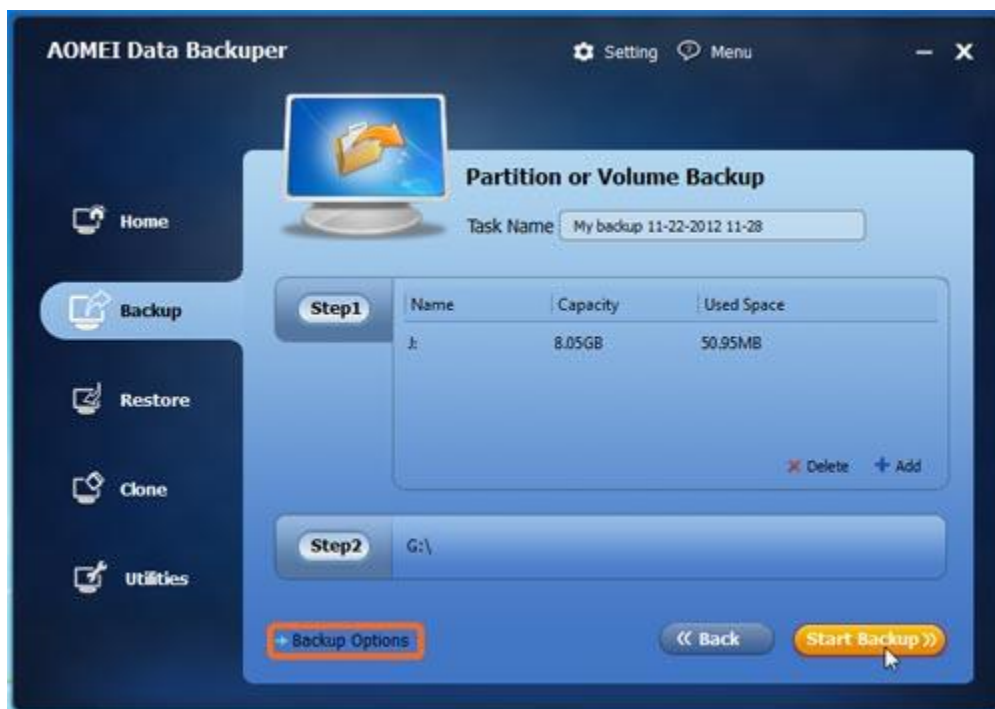 AOMEI Data Backuper
Setting
Menu
Partition or Volume Backup
Task Name My backup 11-22-2012 11-28
Home
Backup
Restore
Clone
Utilities
Step1
Name Capacity Used Space
J: 8.05GB 50.95MB
Delete Add
Step2 G:\
Backup Options
Back
Start Backup